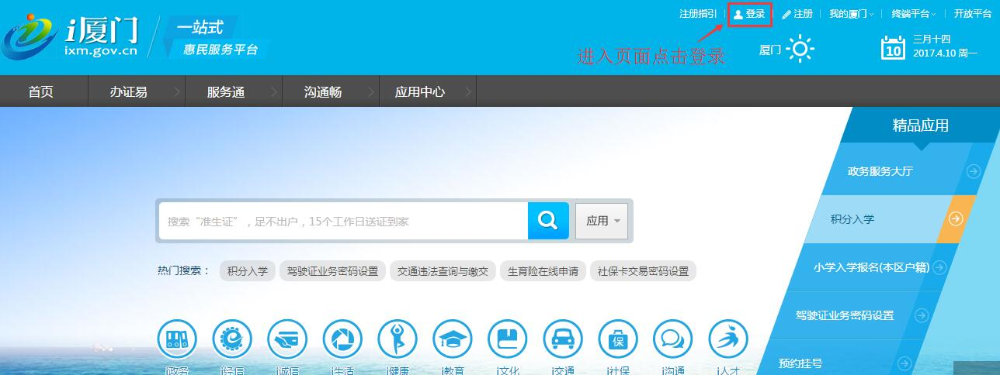 注册指引 登录 注册 我的厦门 终端平台 开放平台
i厦门
ixm.gov.cn
一站式
惠民服务平台
进入页面点击登录
厦门
10
三月十四
2017.4.10 周一
首页 办证易 服务通 沟通畅 应用中心
精品应用
政务服务大厅
积分入学
小学入学报名(本区户籍)
驾驶证业务密码设置
预约挂号
搜索“准生证”，足不出户，15个工作日送证到家
应用
热门搜索： 积分入学 驾驶证业务密码设置 交通违法查询与缴交 生育险在线申请 社保卡交易密码设置
保
i政务 i经信 i诚信 i生活 i健康 i教育 i文化 i交通 i社保 i沟通 i人才